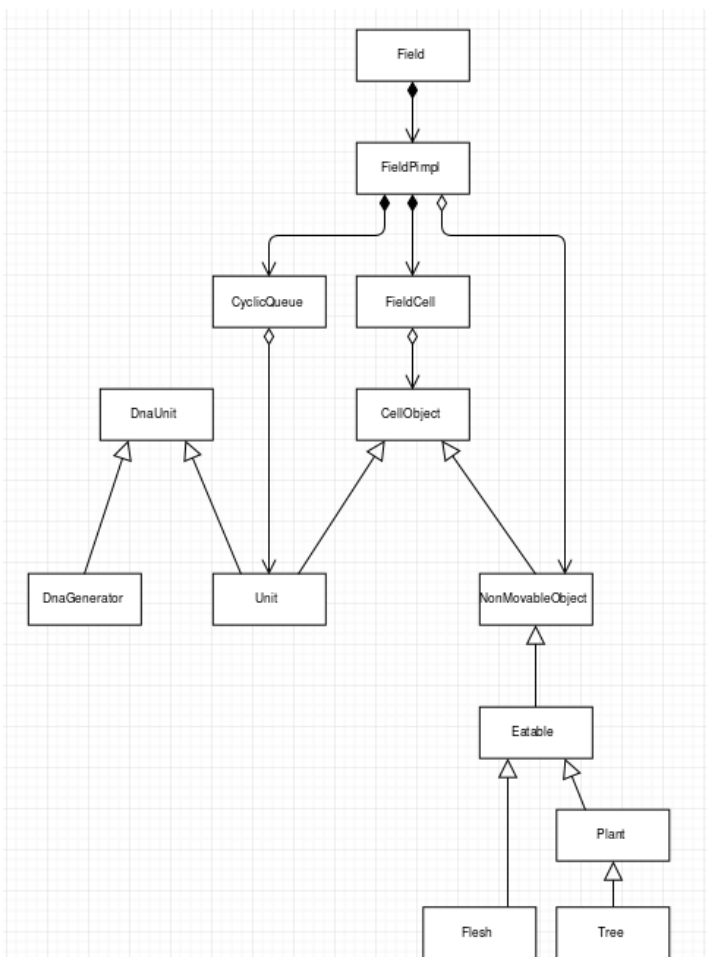 Field
FieldPimpl
CyclicQueue
FieldCell
DnaUnit
CellObject
DnaGenerator
Unit
NonMovableObject
Eatable
Plant
Flesh
Tree